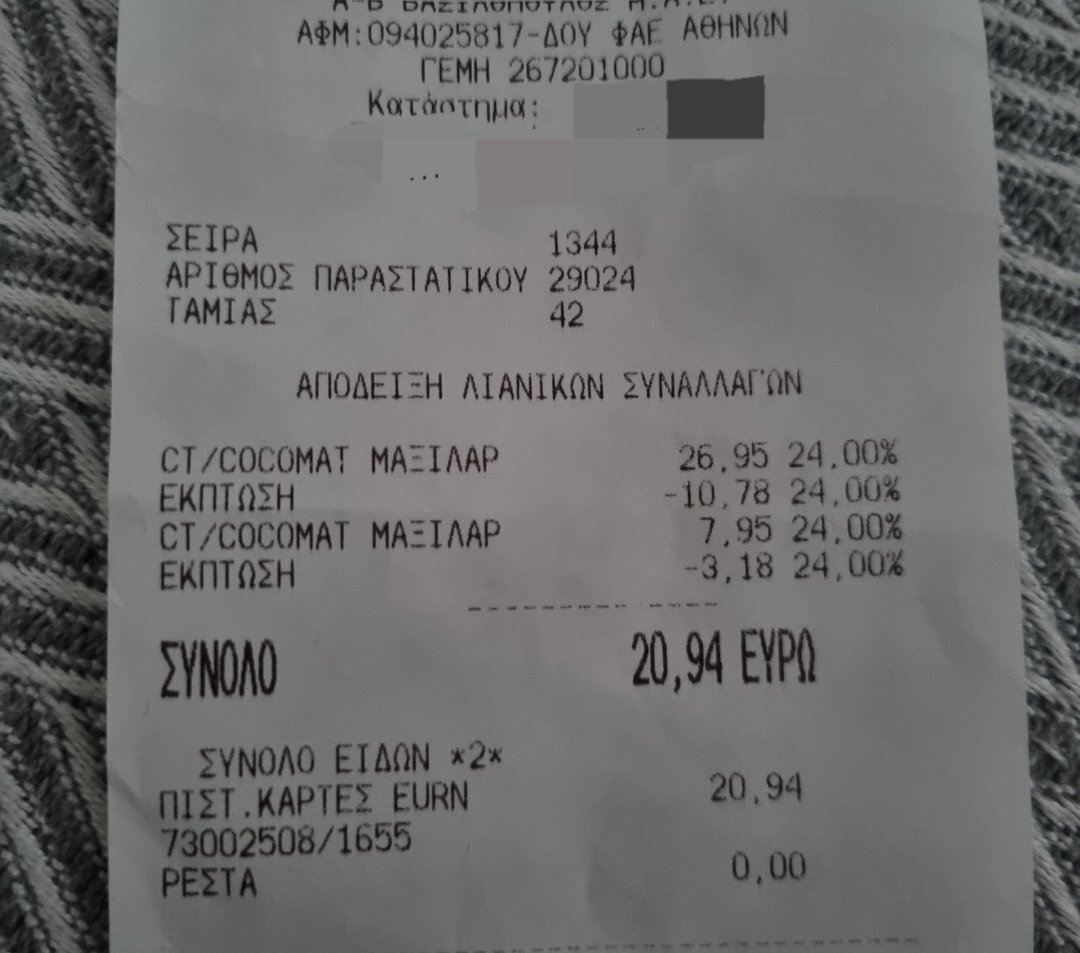 Α-Β ΒΑΣΙΛΟΠΟΥΛΟΣ Μ.Α.Ε.
ΑΦΜ:094025817-ΔΟΥ ΦΑΕ ΑΘΗΝΩΝ
ΓΕΜΗ 267201000
Κατάστημα:
...
ΣΕΙΡΑ 1344
ΑΡΙΘΜΟΣ ΠΑΡΑΣΤΑΤΙΚΟΥ 29024
ΤΑΜΙΑΣ 42
ΑΠΟΔΕΙΞΗ ΛΙΑΝΙΚΩΝ ΣΥΝΑΛΛΑΓΩΝ
CT/COCOMAT ΜΑΞΙΛΑΡ 26,95 24,00%
ΕΚΠΤΩΣΗ -10,78 24,00%
CT/COCOMAT ΜΑΞΙΛΑΡ 7,95 24,00%
ΕΚΠΤΩΣΗ -3,18 24,00%
ΣΥΝΟΛΟ 20,94 ΕΥΡΩ
ΣΥΝΟΛΟ ΕΙΔΩΝ *2*
ΠΙΣΤ.ΚΑΡΤΕΣ EURN 20,94
73002508/1655
ΡΕΣΤΑ 0,00